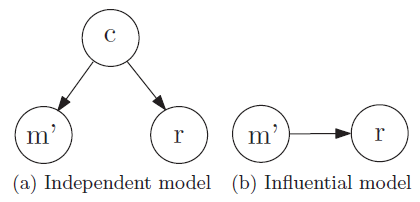 c
m' r m' r
(a) Independent model (b) Influential model